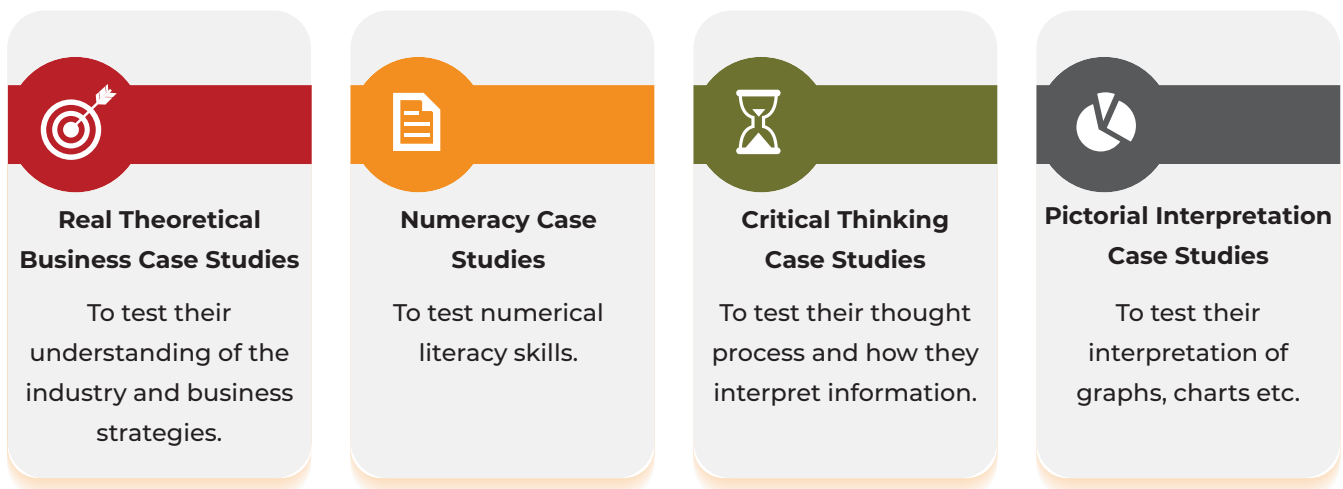 Real Theoretical
Business Case Studies
To test their
understanding of the
industry and business
strategies.
Numeracy Case
Studies
To test numerical
literacy skills.
Critical Thinking
Case Studies
To test their thought
process and how they
interpret information.
Pictorial Interpretation
Case Studies
To test their
interpretation of
graphs, charts etc.